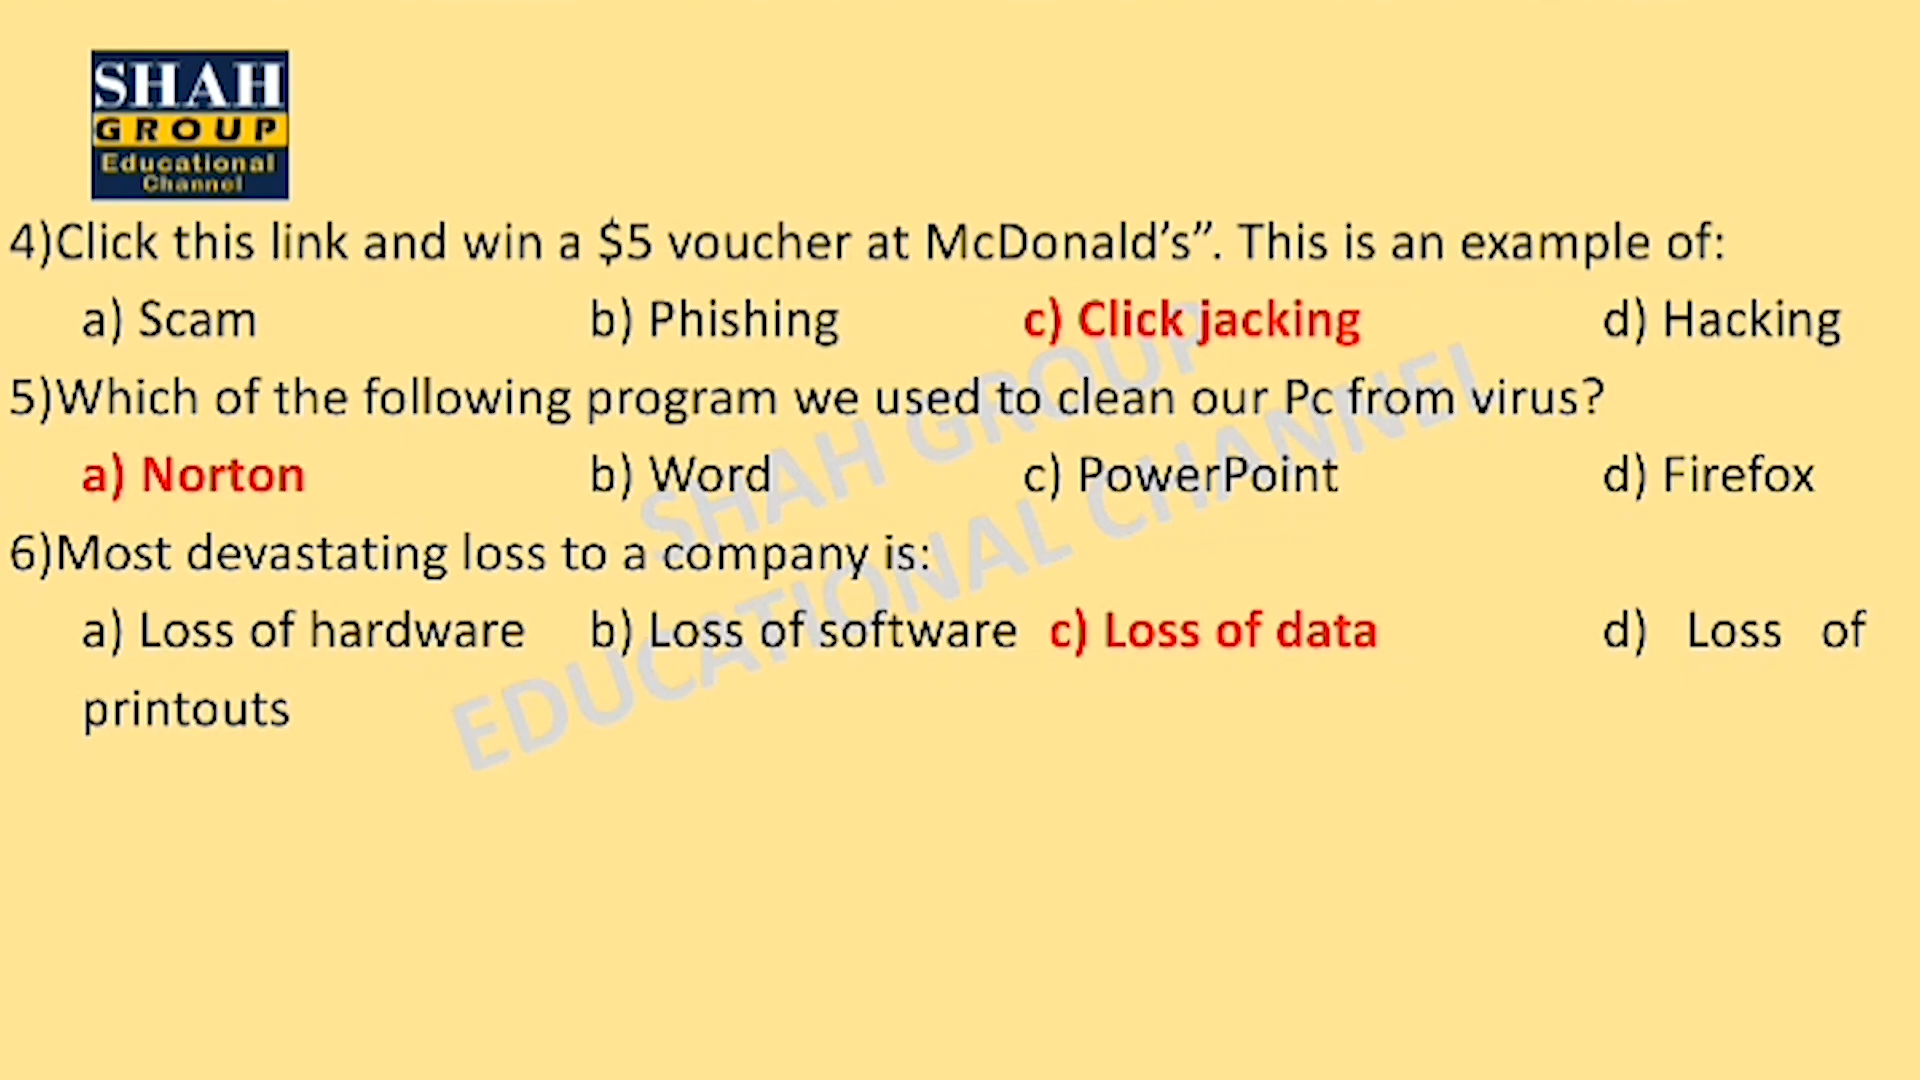 SHAH
GROUP
Educational
Channel
4)Click this link and win a $5 voucher at McDonald’s”. This is an example of:
a) Scam b) Phishing c) Click jacking d) Hacking
5)Which of the following program we used to clean our Pc from virus?
a) Norton b) Word c) PowerPoint d) Firefox
6)Most devastating loss to a company is:
a) Loss of hardware b) Loss of software c) Loss of data d) Loss of
printouts
SHAH GROUP
EDUCATIONAL CHANNEL